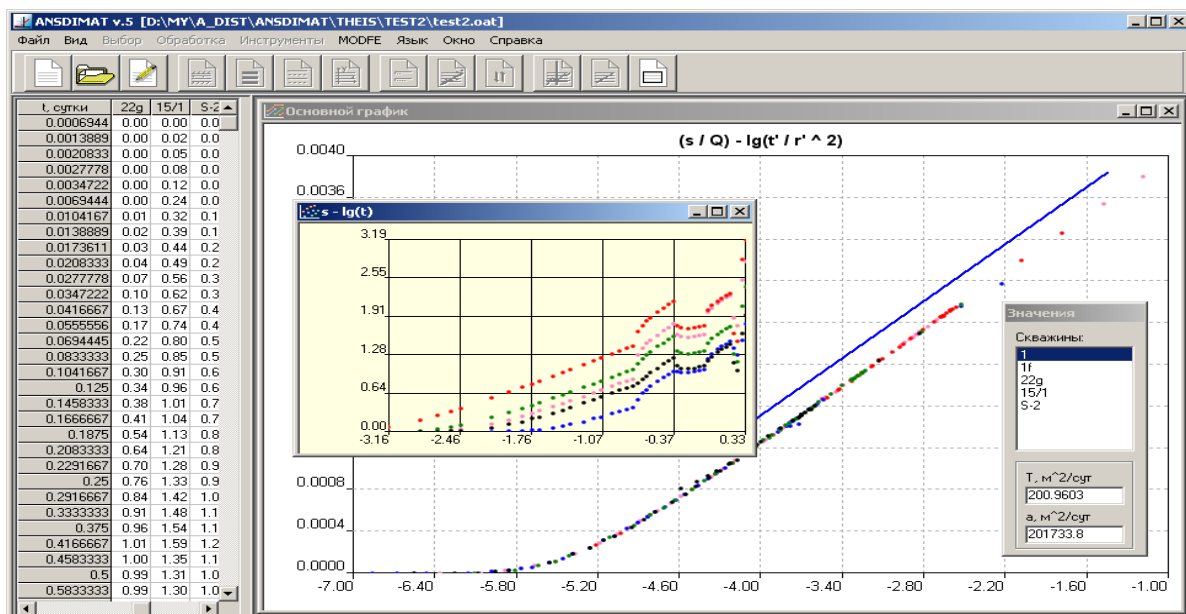 ANSDIMAT v.5 [D:\MY\A_DIST\ANSDIMAT\THEIS\TEST2\test2.oat]
Файл Вид Выбор Обработка Инструменты MODFE Язык Окно Справка
t, сутки 22g 15/1 S-2
0.0006944 0.00 0.00 0.0
0.0013889 0.00 0.02 0.0
0.0020833 0.00 0.05 0.0
0.0027778 0.00 0.08 0.0
0.0034722 0.00 0.12 0.0
0.0069444 0.00 0.24 0.0
0.0104167 0.01 0.32 0.1
0.0138889 0.02 0.39 0.1
0.0173611 0.03 0.44 0.2
0.0208333 0.04 0.49 0.2
0.0277778 0.07 0.56 0.3
0.0347222 0.10 0.62 0.3
0.0416667 0.13 0.67 0.4
0.0555556 0.17 0.74 0.4
0.0694445 0.22 0.80 0.5
0.0833333 0.25 0.85 0.5
0.1041667 0.30 0.91 0.6
0.125 0.34 0.96 0.6
0.1458333 0.38 1.01 0.7
0.1666667 0.41 1.04 0.7
0.1875 0.54 1.13 0.8
0.2083333 0.64 1.21 0.8
0.2291667 0.70 1.28 0.9
0.25 0.76 1.33 0.9
0.2916667 0.84 1.42 1.0
0.3333333 0.91 1.48 1.1
0.375 0.96 1.54 1.1
0.4166667 1.01 1.59 1.2
0.4583333 1.00 1.35 1.1
0.5 0.99 1.31 1.0
0.5833333 0.99 1.30 1.0
Основной график
(s / Q) - lg(t' / r' ^ 2)
0.0040
0.0036
s - lg(t)
3.19
2.55
1.91
1.28
0.64
0.00
-3.16 -2.46 -1.76 -1.07 -0.37 0.33
0.0008
0.0004
0.0000
-7.00 -6.40 -5.80 -5.20 -4.60 -4.00 -3.40 -2.80 -2.20 -1.60 -1.00
Значения
Скважины:
1
1f
22g
15/1
S-2
T, м^2/сут
200.9603
a, м^2/сут
201733.8